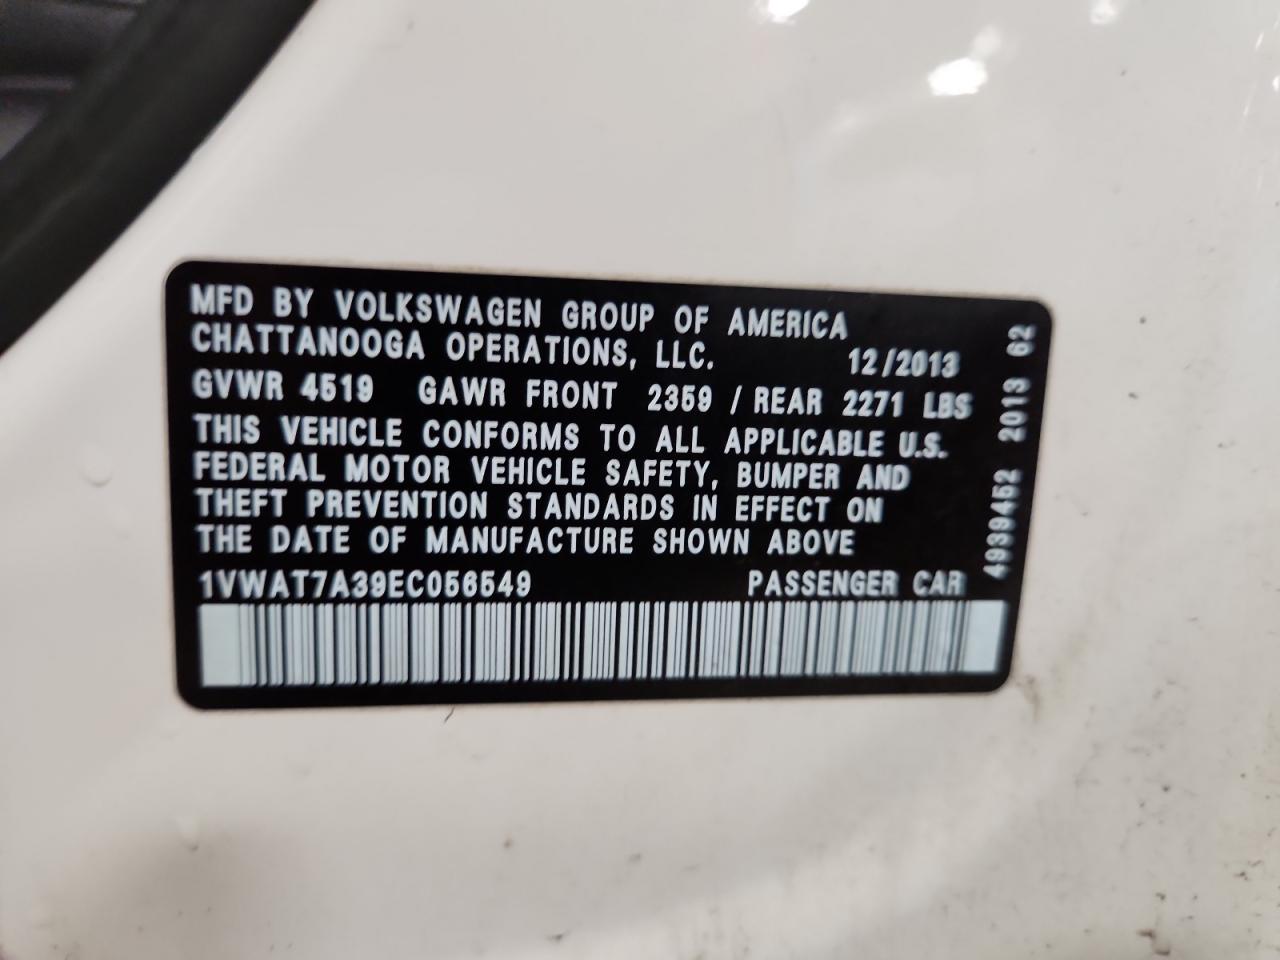 MFD BY VOLKSWAGEN GROUP OF AMERICA
CHATTANOOGA OPERATIONS, LLC. 12/2013
GVWR 4519 GAWR FRONT 2359 / REAR 2271 LBS
THIS VEHICLE CONFORMS TO ALL APPLICABLE U.S.
FEDERAL MOTOR VEHICLE SAFETY, BUMPER AND
THEFT PREVENTION STANDARDS IN EFFECT ON
THE DATE OF MANUFACTURE SHOWN ABOVE
1VWAT7A39EC056549 PASSENGER CAR
4939452 2013 62